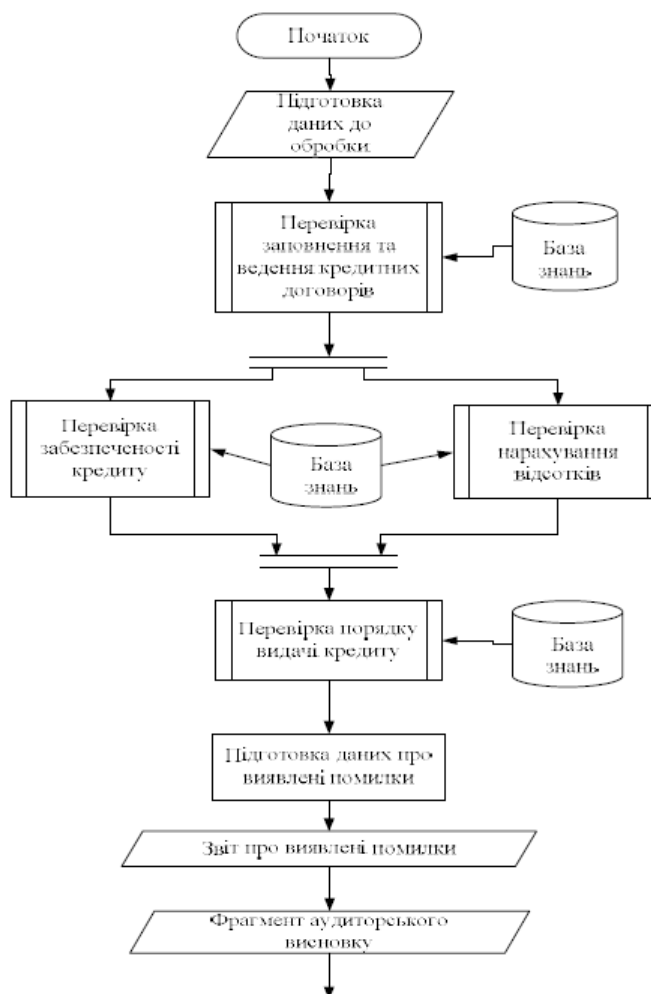 Початок
Підготовка
даних до
обробки
Перевірка
заповнення та
ведення кредитних
договорів
База
знань
Перевірка
забезпеченості
кредиту
База
знань
Перевірка
нарахування
відсотків
Перевірка порядку
видачі кредиту
База
знань
Підготовка даних про
виявлені помилки
Звіт про виявлені помилки
Фрагмент аудиторського
висновку